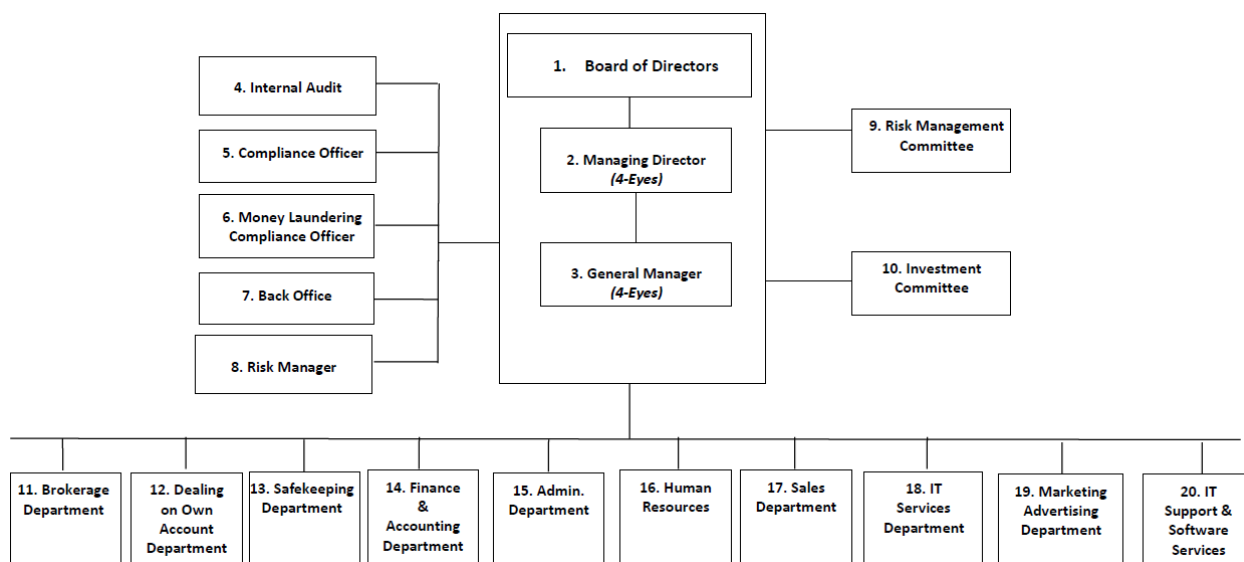 1. Board of Directors
2. Managing Director
(4-Eyes)
3. General Manager
(4-Eyes)
4. Internal Audit
5. Compliance Officer
6. Money Laundering
Compliance Officer
7. Back Office
8. Risk Manager
9. Risk Management
Committee
10. Investment
Committee
11. Brokerage
Department
12. Dealing
on Own
Account
Department
13. Safekeeping
Department
14. Finance
&
Accounting
Department
15. Admin.
Department
16. Human
Resources
17. Sales
Department
18. IT
Services
Department
19. Marketing
Advertising
Department
20. IT
Support &
Software
Services